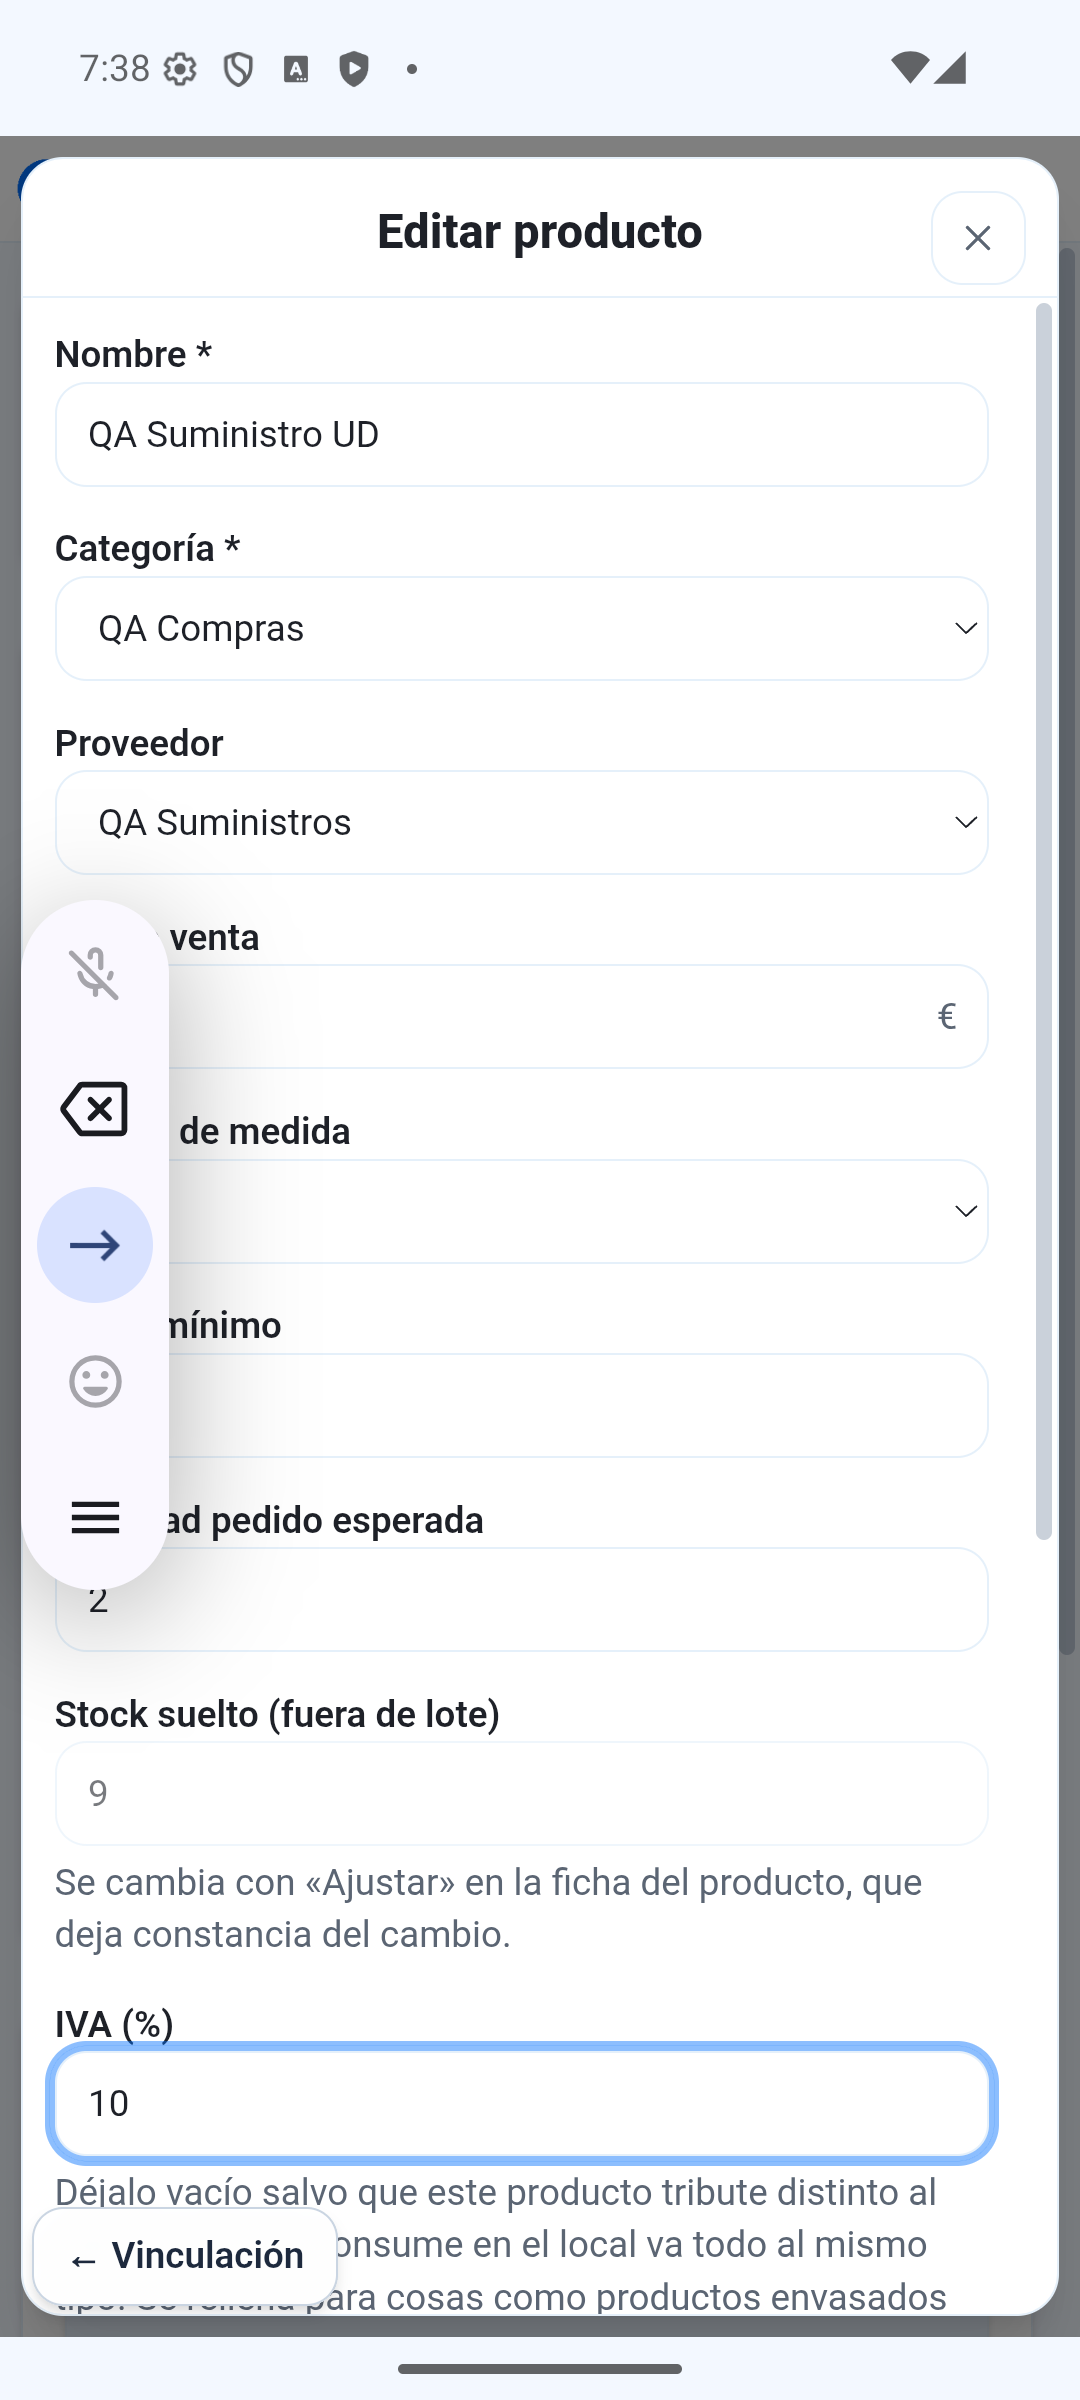 7:38
Editar producto
Nombre *
QA Suministro UD
Categoría *
QA Compras
Proveedor
QA Suministros
venta
€
de medida
mínimo
pedido esperada
2
Stock suelto (fuera de lote)
9
Se cambia con «Ajustar» en la ficha del producto, que
deja constancia del cambio.
IVA (%)
10
Déjalo vacío salvo que este producto tribute distinto al
← Vinculación
en el local va todo al mismo
para cosas como productos envasados